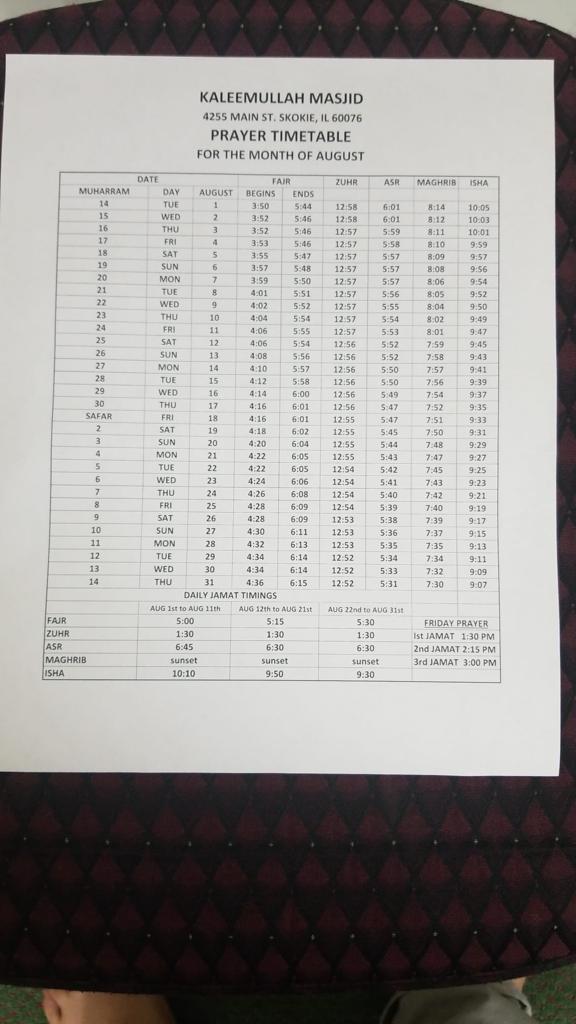 KALEEMULLAH MASJID
4255 MAIN ST. SKOKIE, IL 60076
PRAYER TIMETABLE
FOR THE MONTH OF AUGUST
DATE FAJR ZUHR ASR MAGHRIB ISHA
MUHARRAM DAY AUGUST BEGINS ENDS
14 TUE 1 3:50 5:44 12:58 6:01 8:14 10:05
15 WED 2 3:52 5:46 12:58 6:01 8:12 10:03
16 THU 3 3:52 5:46 12:57 5:59 8:11 10:01
17 FRI 4 3:53 5:46 12:57 5:58 8:10 9:59
18 SAT 5 3:55 5:47 12:57 5:57 8:09 9:57
19 SUN 6 3:57 5:48 12:57 5:57 8:08 9:56
20 MON 7 3:59 5:50 12:57 5:57 8:06 9:54
21 TUE 8 4:01 5:51 12:57 5:56 8:05 9:52
22 WED 9 4:02 5:52 12:57 5:55 8:04 9:50
23 THU 10 4:04 5:54 12:57 5:54 8:02 9:49
24 FRI 11 4:06 5:55 12:57 5:53 8:01 9:47
25 SAT 12 4:06 5:54 12:56 5:52 7:59 9:45
26 SUN 13 4:08 5:56 12:56 5:52 7:58 9:43
27 MON 14 4:10 5:57 12:56 5:50 7:57 9:41
28 TUE 15 4:12 5:58 12:56 5:50 7:56 9:39
29 WED 16 4:14 6:00 12:56 5:49 7:54 9:37
30 THU 17 4:16 6:01 12:56 5:47 7:52 9:35
SAFAR FRI 18 4:16 6:01 12:55 5:47 7:51 9:33
2 SAT 19 4:18 6:02 12:55 5:45 7:50 9:31
3 SUN 20 4:20 6:04 12:55 5:44 7:48 9:29
4 MON 21 4:22 6:05 12:55 5:43 7:47 9:27
5 TUE 22 4:22 6:05 12:54 5:42 7:45 9:25
6 WED 23 4:24 6:06 12:54 5:41 7:43 9:23
7 THU 24 4:26 6:08 12:54 5:40 7:42 9:21
8 FRI 25 4:28 6:09 12:54 5:39 7:40 9:19
9 SAT 26 4:28 6:09 12:53 5:38 7:39 9:17
10 SUN 27 4:30 6:11 12:53 5:36 7:37 9:15
11 MON 28 4:32 6:13 12:53 5:35 7:35 9:13
12 TUE 29 4:34 6:14 12:52 5:34 7:34 9:11
13 WED 30 4:34 6:14 12:52 5:33 7:32 9:09
14 THU 31 4:36 6:15 12:52 5:31 7:30 9:07
DAILY JAMAT TIMINGS
AUG 1st to AUG 11th AUG 12th to AUG 21st AUG 22nd to AUG 31st
FAJR 5:00 5:15 5:30 FRIDAY PRAYER
ZUHR 1:30 1:30 1:30 Ist JAMAT 1:30 PM
ASR 6:45 6:30 6:30 2nd JAMAT 2:15 PM
MAGHRIB sunset sunset sunset 3rd JAMAT 3:00 PM
ISHA 10:10 9:50 9:30